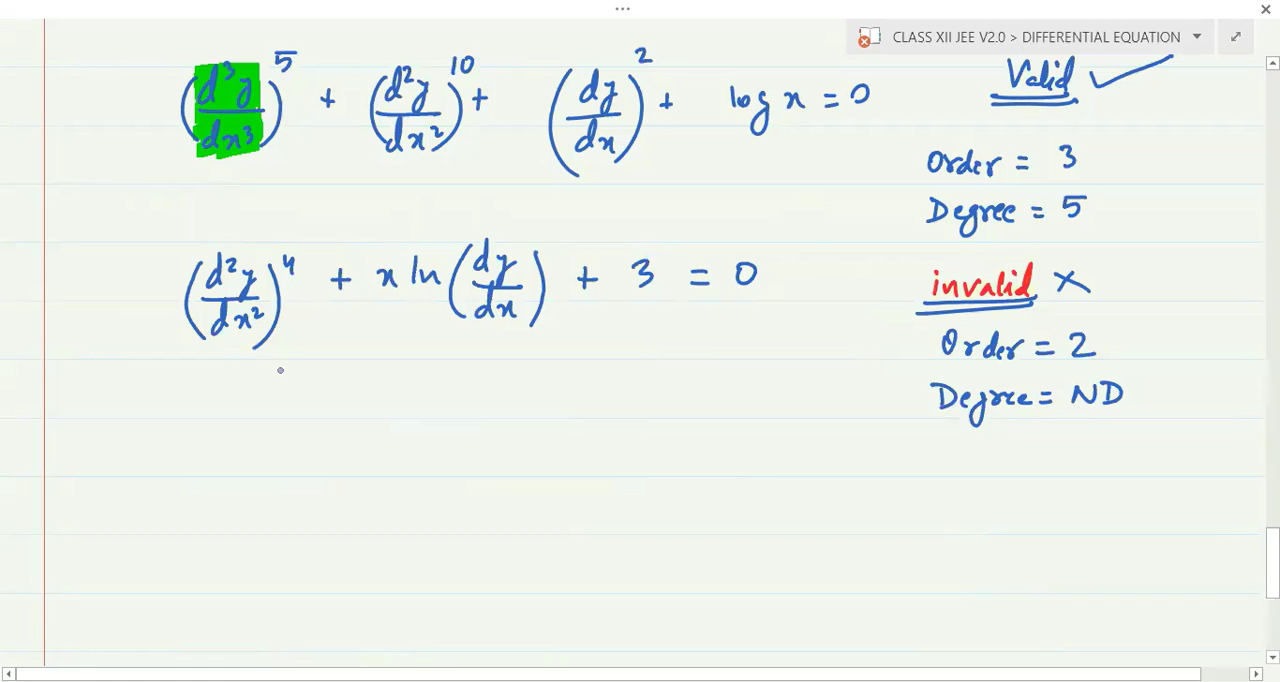 CLASS XII JEE V2.0 > DIFFERENTIAL EQUATION
(d³y/dx³)⁵ + (d²y/dx²)¹⁰ + (dy/dx)² + log x = 0
Valid ✓
Order = 3
Degree = 5
(d²y/dx²)⁴ + x ln(dy/dx) + 3 = 0
invalid ×
Order = 2
Degree = ND